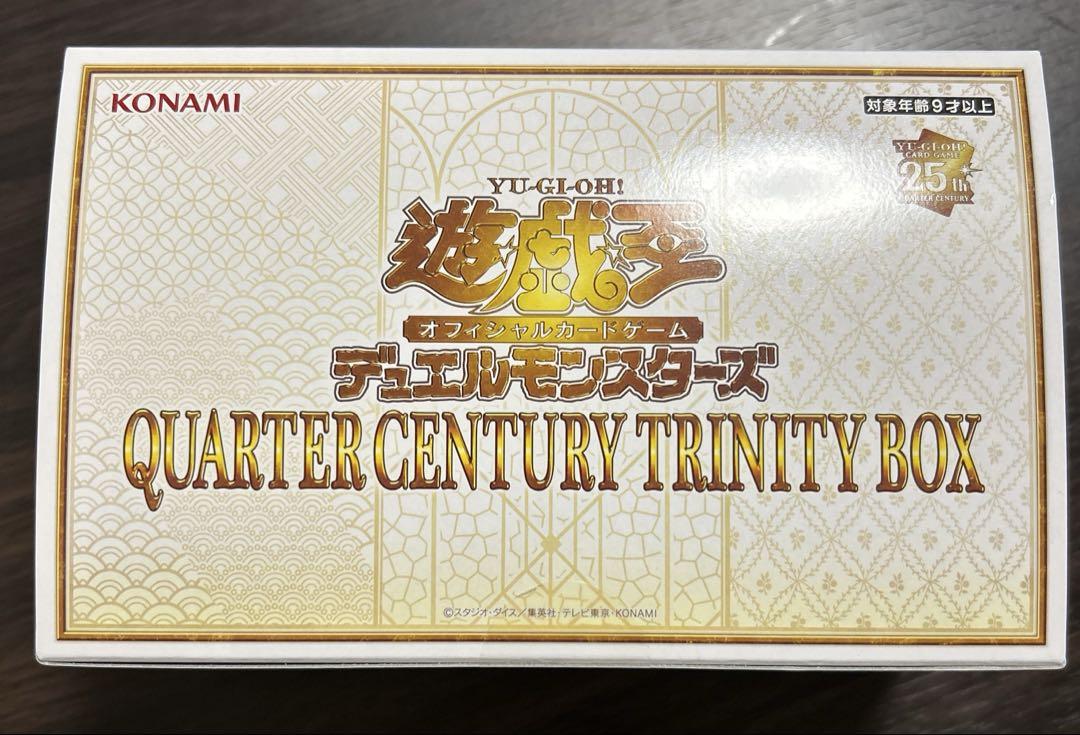 KONAMI
対象年齢9才以上
YU-GI-OH!
CARD GAME
25th
QUARTER CENTURY
YU-GI-OH!
遊☆戯☆王
オフィシャルカードゲーム
デュエルモンスターズ
QUARTER CENTURY TRINITY BOX
©スタジオ・ダイス／集英社・テレビ東京・KONAMI